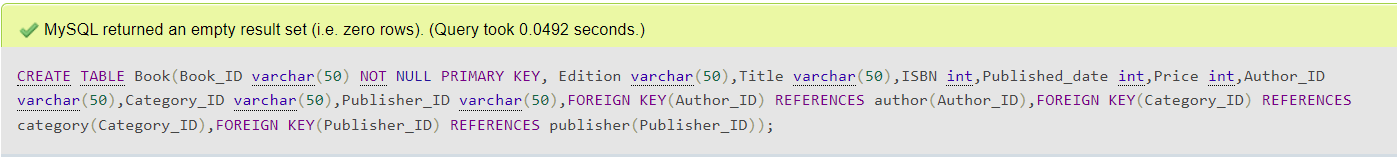 MySQL returned an empty result set (i.e. zero rows). (Query took 0.0492 seconds.)
CREATE TABLE Book(Book_ID varchar(50) NOT NULL PRIMARY KEY, Edition varchar(50),Title varchar(50),ISBN int,Published_date int,Price int,Author_ID
varchar(50),Category_ID varchar(50),Publisher_ID varchar(50),FOREIGN KEY(Author_ID) REFERENCES author(Author_ID),FOREIGN KEY(Category_ID) REFERENCES
category(Category_ID),FOREIGN KEY(Publisher_ID) REFERENCES publisher(Publisher_ID));